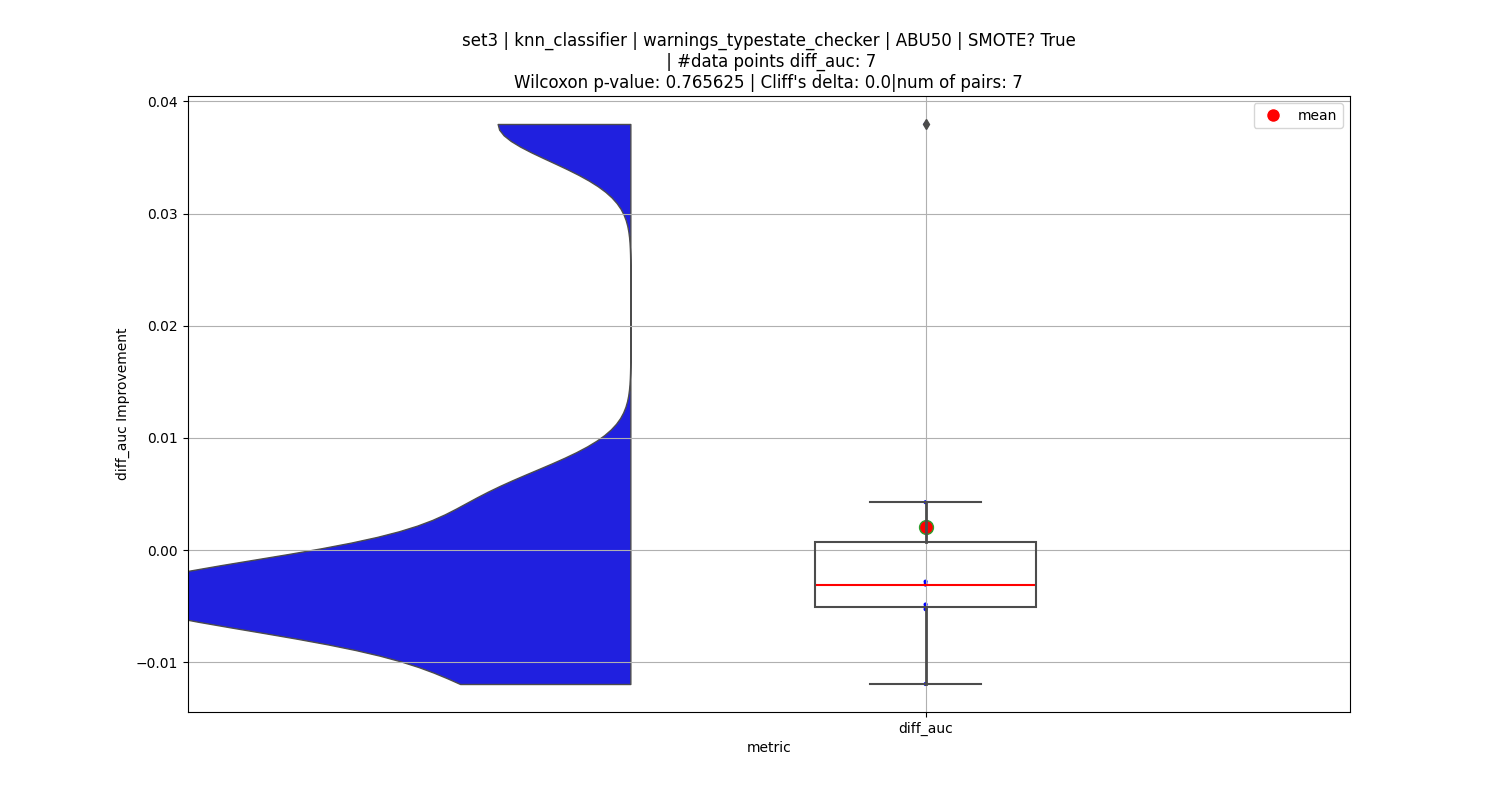 set3 | knn_classifier | warnings_typestate_checker | ABU50 | SMOTE? True
| #data points diff_auc: 7
Wilcoxon p-value: 0.765625 | Cliff's delta: 0.0|num of pairs: 7
mean
0.04
0.03
0.02
0.01
0.00
−0.01
diff_auc Improvement
diff_auc
metric